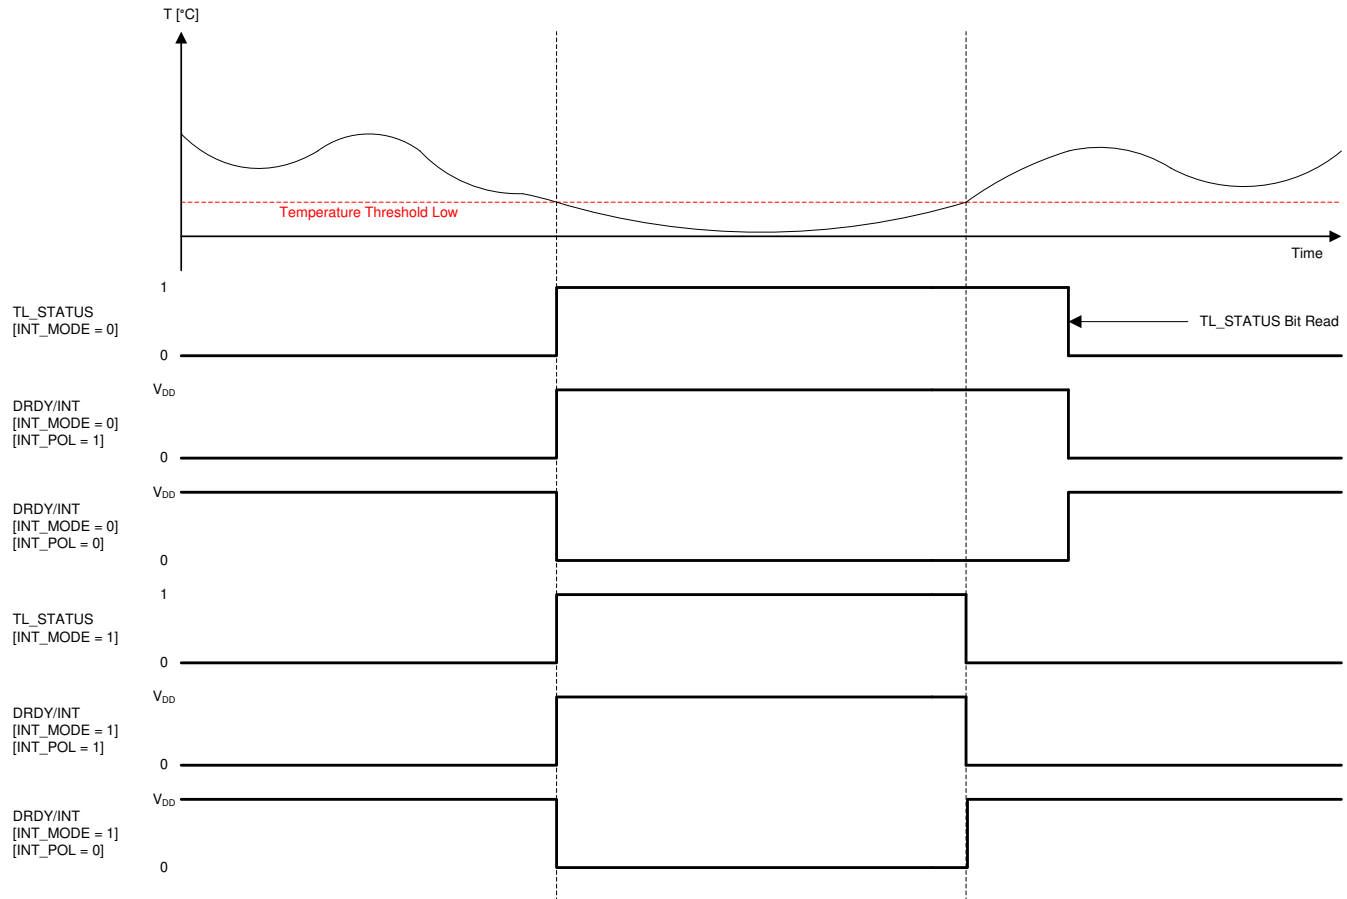 T [°C]
Temperature Threshold Low
Time
1
TL_STATUS
[INT_MODE = 0]
TL_STATUS Bit Read
0
VDD
DRDY/INT
[INT_MODE = 0]
[INT_POL = 1]
0
VDD
DRDY/INT
[INT_MODE = 0]
[INT_POL = 0]
0
1
TL_STATUS
[INT_MODE = 1]
0
VDD
DRDY/INT
[INT_MODE = 1]
[INT_POL = 1]
0
VDD
DRDY/INT
[INT_MODE = 1]
[INT_POL = 0]
0